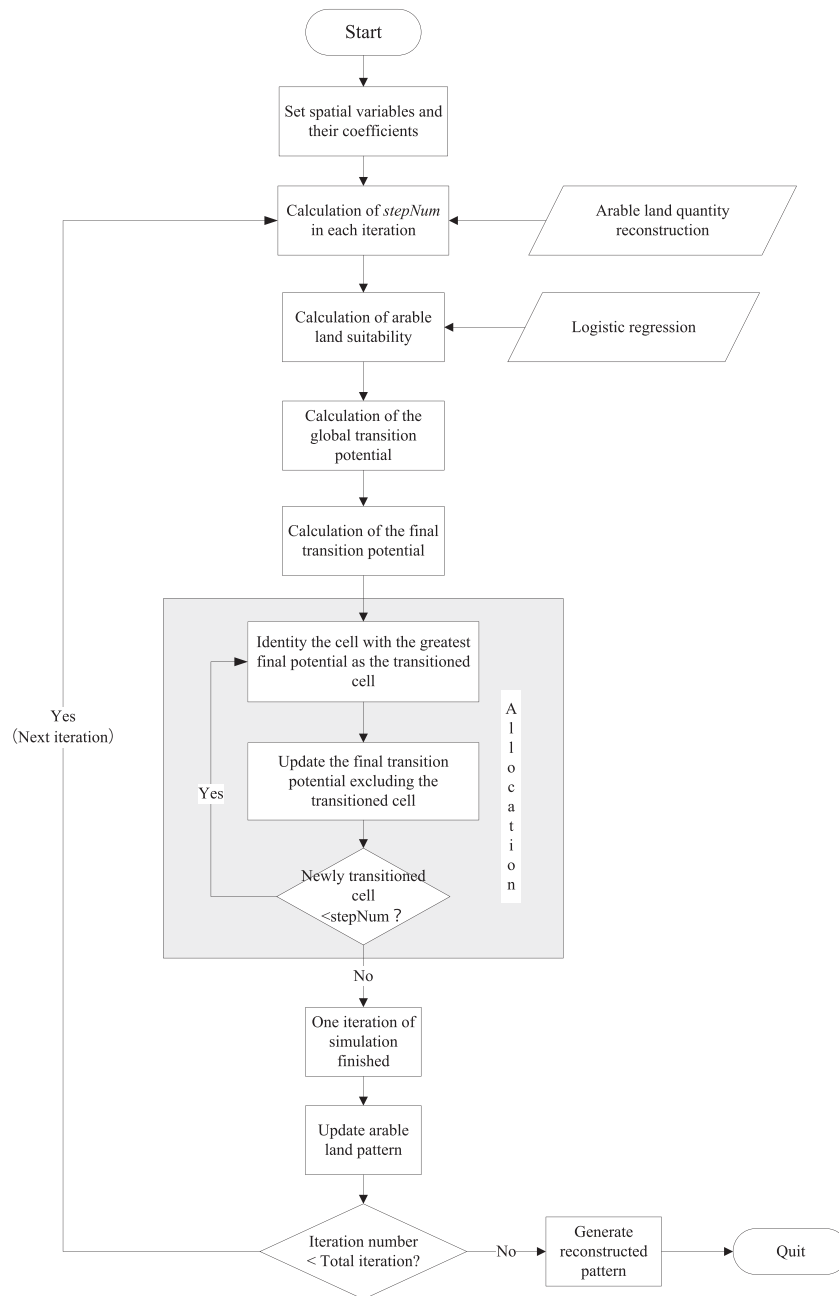 Start
Set spatial variables and
their coefficients
Calculation of stepNum
in each iteration
Arable land quantity
reconstruction
Calculation of arable
land suitability
Logistic regression
Calculation of the
global transition
potential
Calculation of the final
transition potential
Identity the cell with the greatest
final potential as the transitioned
cell
Allocation
Yes
(Next iteration)
Update the final transition
potential excluding the
transitioned cell
Yes
Newly transitioned
cell
<stepNum？
No
One iteration of
simulation
finished
Update arable
land pattern
Iteration number
< Total iteration?
No
Generate
reconstructed
pattern
Quit